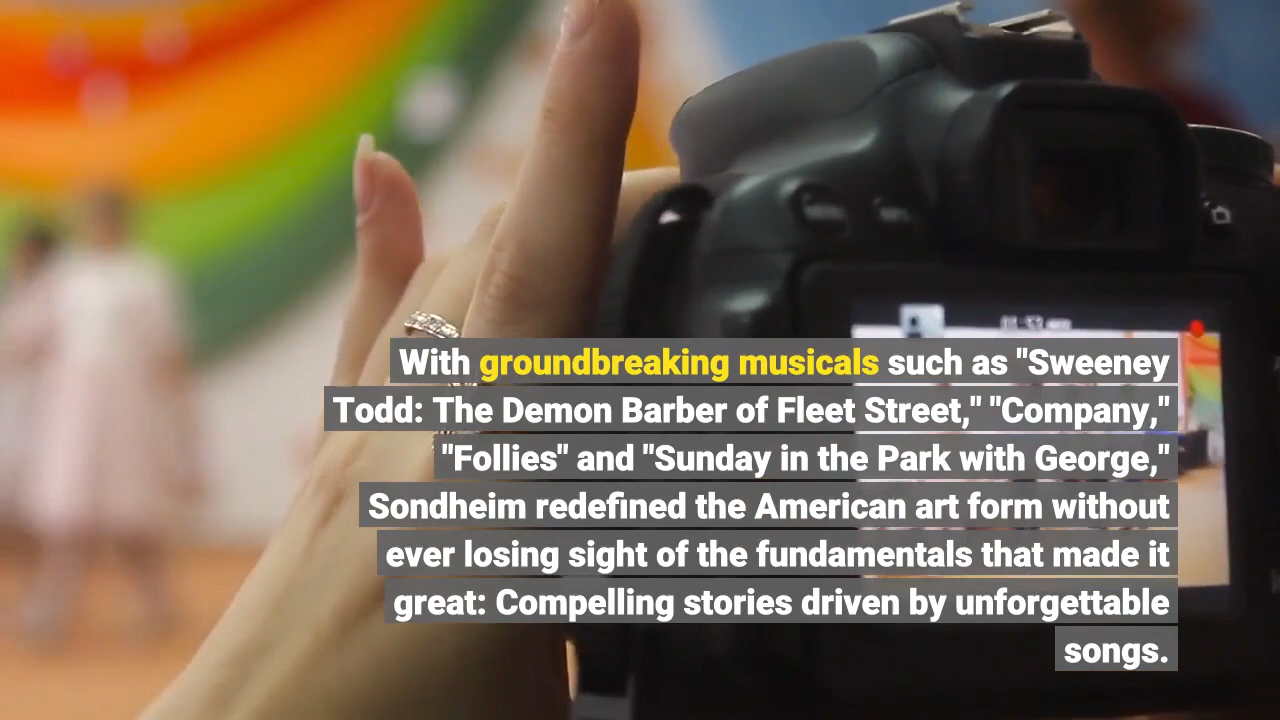 With groundbreaking musicals such as "Sweeney
Todd: The Demon Barber of Fleet Street," "Company,"
"Follies" and "Sunday in the Park with George,"
Sondheim redefined the American art form without
ever losing sight of the fundamentals that made it
great: Compelling stories driven by unforgettable
songs.